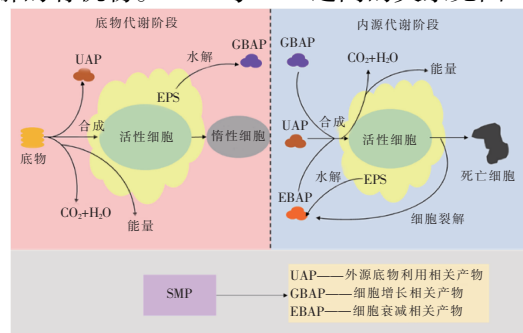 底物代谢阶段
内源代谢阶段
UAP
水解
GBAP
EPS
合成
活性细胞
惰性细胞
底物
CO₂+H₂O
能量
GBAP
CO₂+H₂O
能量
合成
UAP
活性细胞
死亡细胞
EBAP
水解
EPS
细胞裂解
SMP
UAP——外源底物利用相关产物
GBAP——细胞增长相关产物
EBAP——细胞衰减相关产物